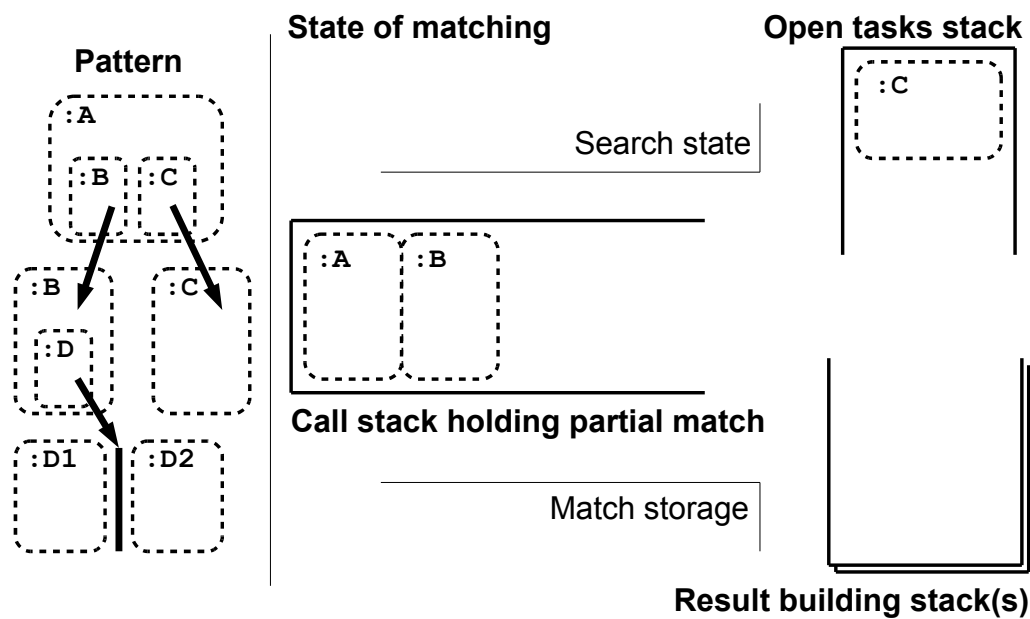 State of matching
Open tasks stack
Pattern
:A
:B
:C
:B
:C
:D
:D1
:D2
Search state
:C
:A
:B
Call stack holding partial match
Match storage
Result building stack(s)